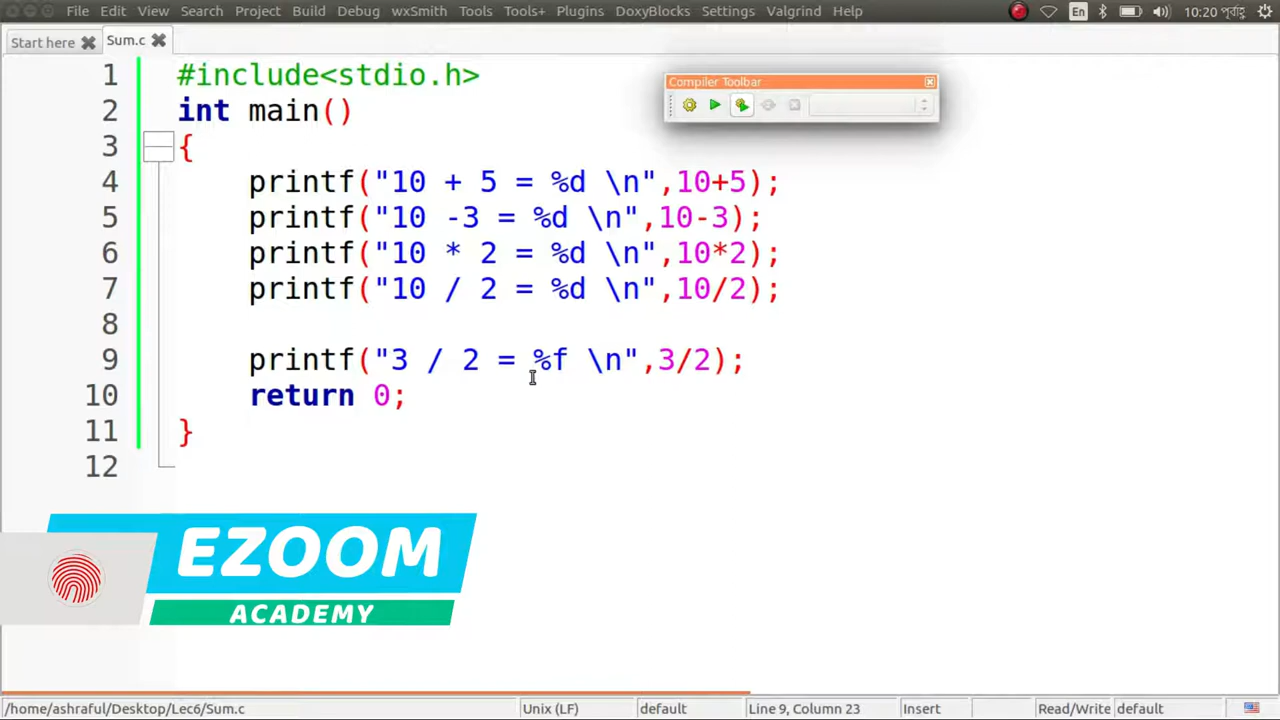 File Edit View Search Project Build Debug wxSmith Tools Tools+ Plugins DoxyBlocks Settings Valgrind Help En 10:20 পূর্বাহ্ণ
Start here Sum.c
Compiler Toolbar
1 #include<stdio.h>
2 int main()
3 {
4 printf("10 + 5 = %d \n",10+5);
5 printf("10 -3 = %d \n",10-3);
6 printf("10 * 2 = %d \n",10*2);
7 printf("10 / 2 = %d \n",10/2);
8
9 printf("3 / 2 = %f \n",3/2);
10 return 0;
11 }
12
EZOOM
ACADEMY
/home/ashraful/Desktop/Lec6/Sum.c Unix (LF) default Line 9, Column 23 Insert Read/Write default